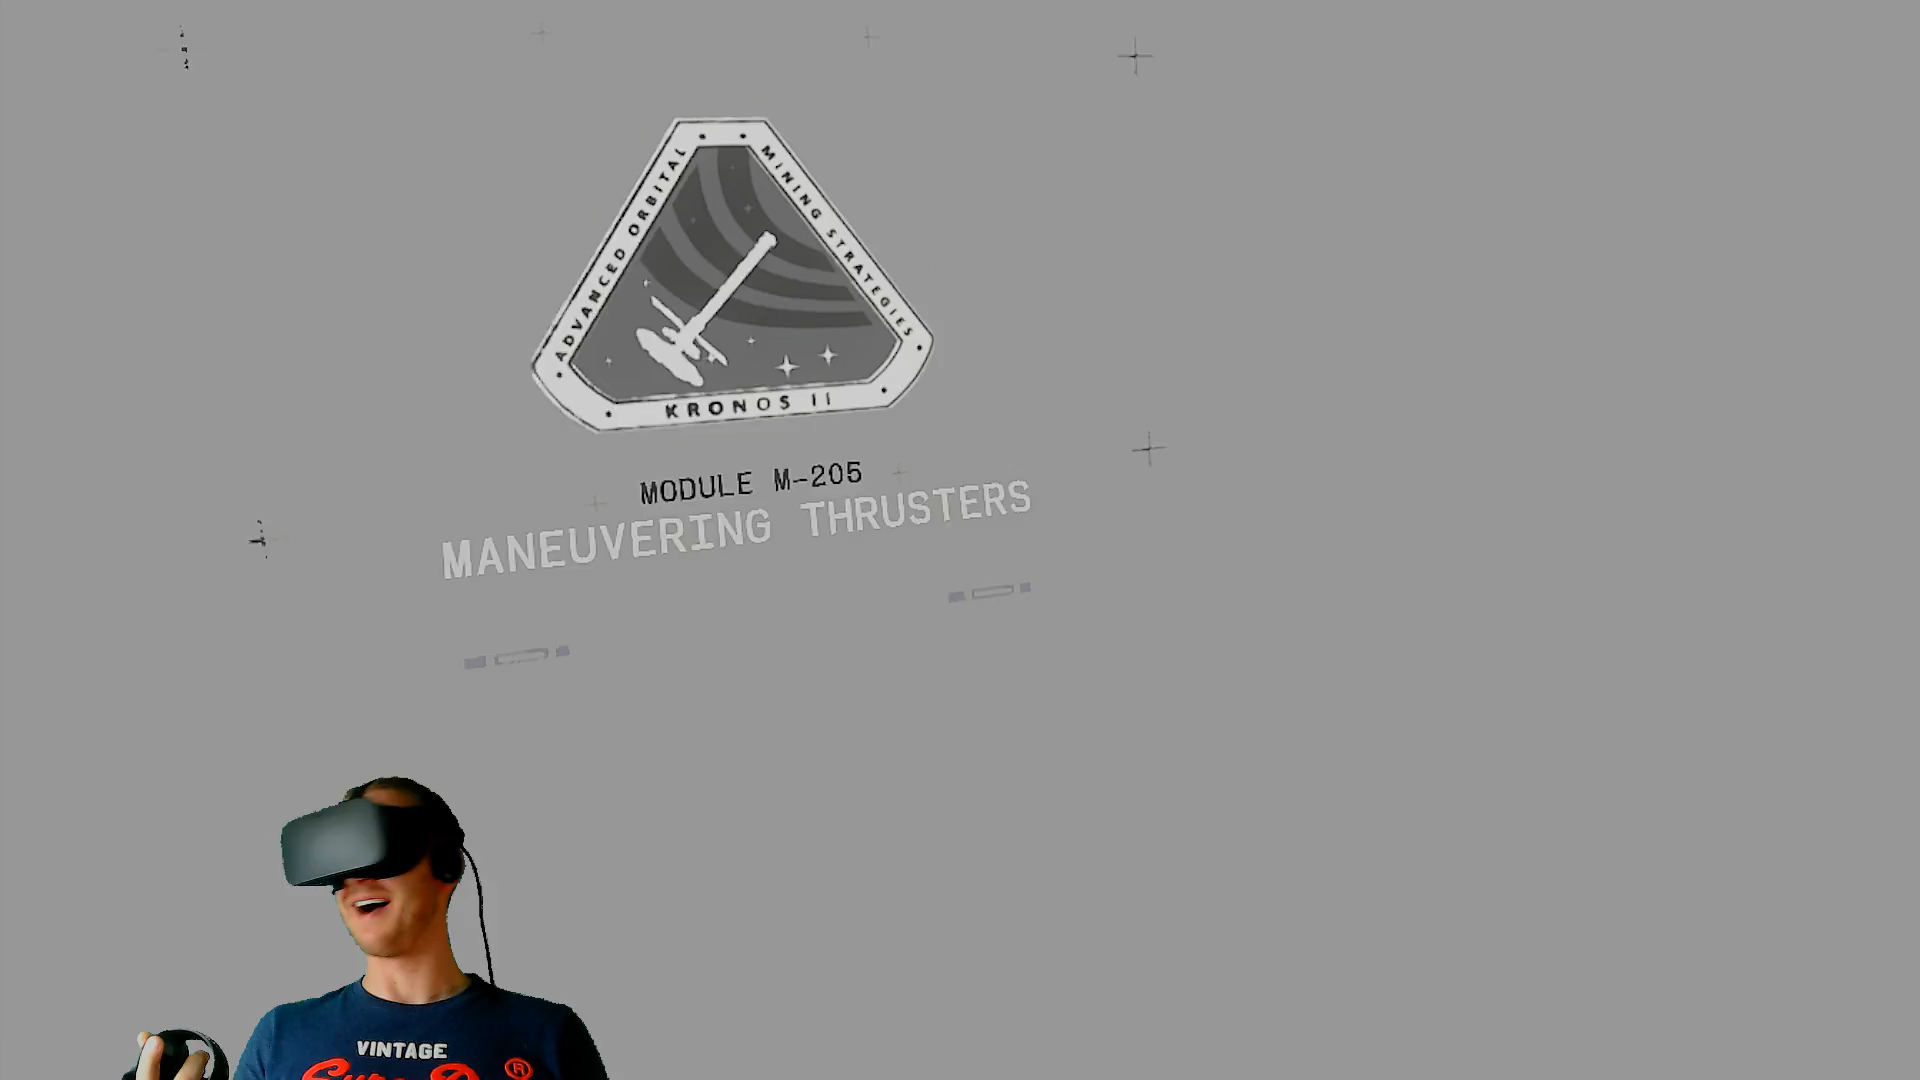 ADVANCED ORBITAL
MINING STRATEGIES
KRONOS II
MODULE M-205
MANEUVERING THRUSTERS
VINTAGE
®